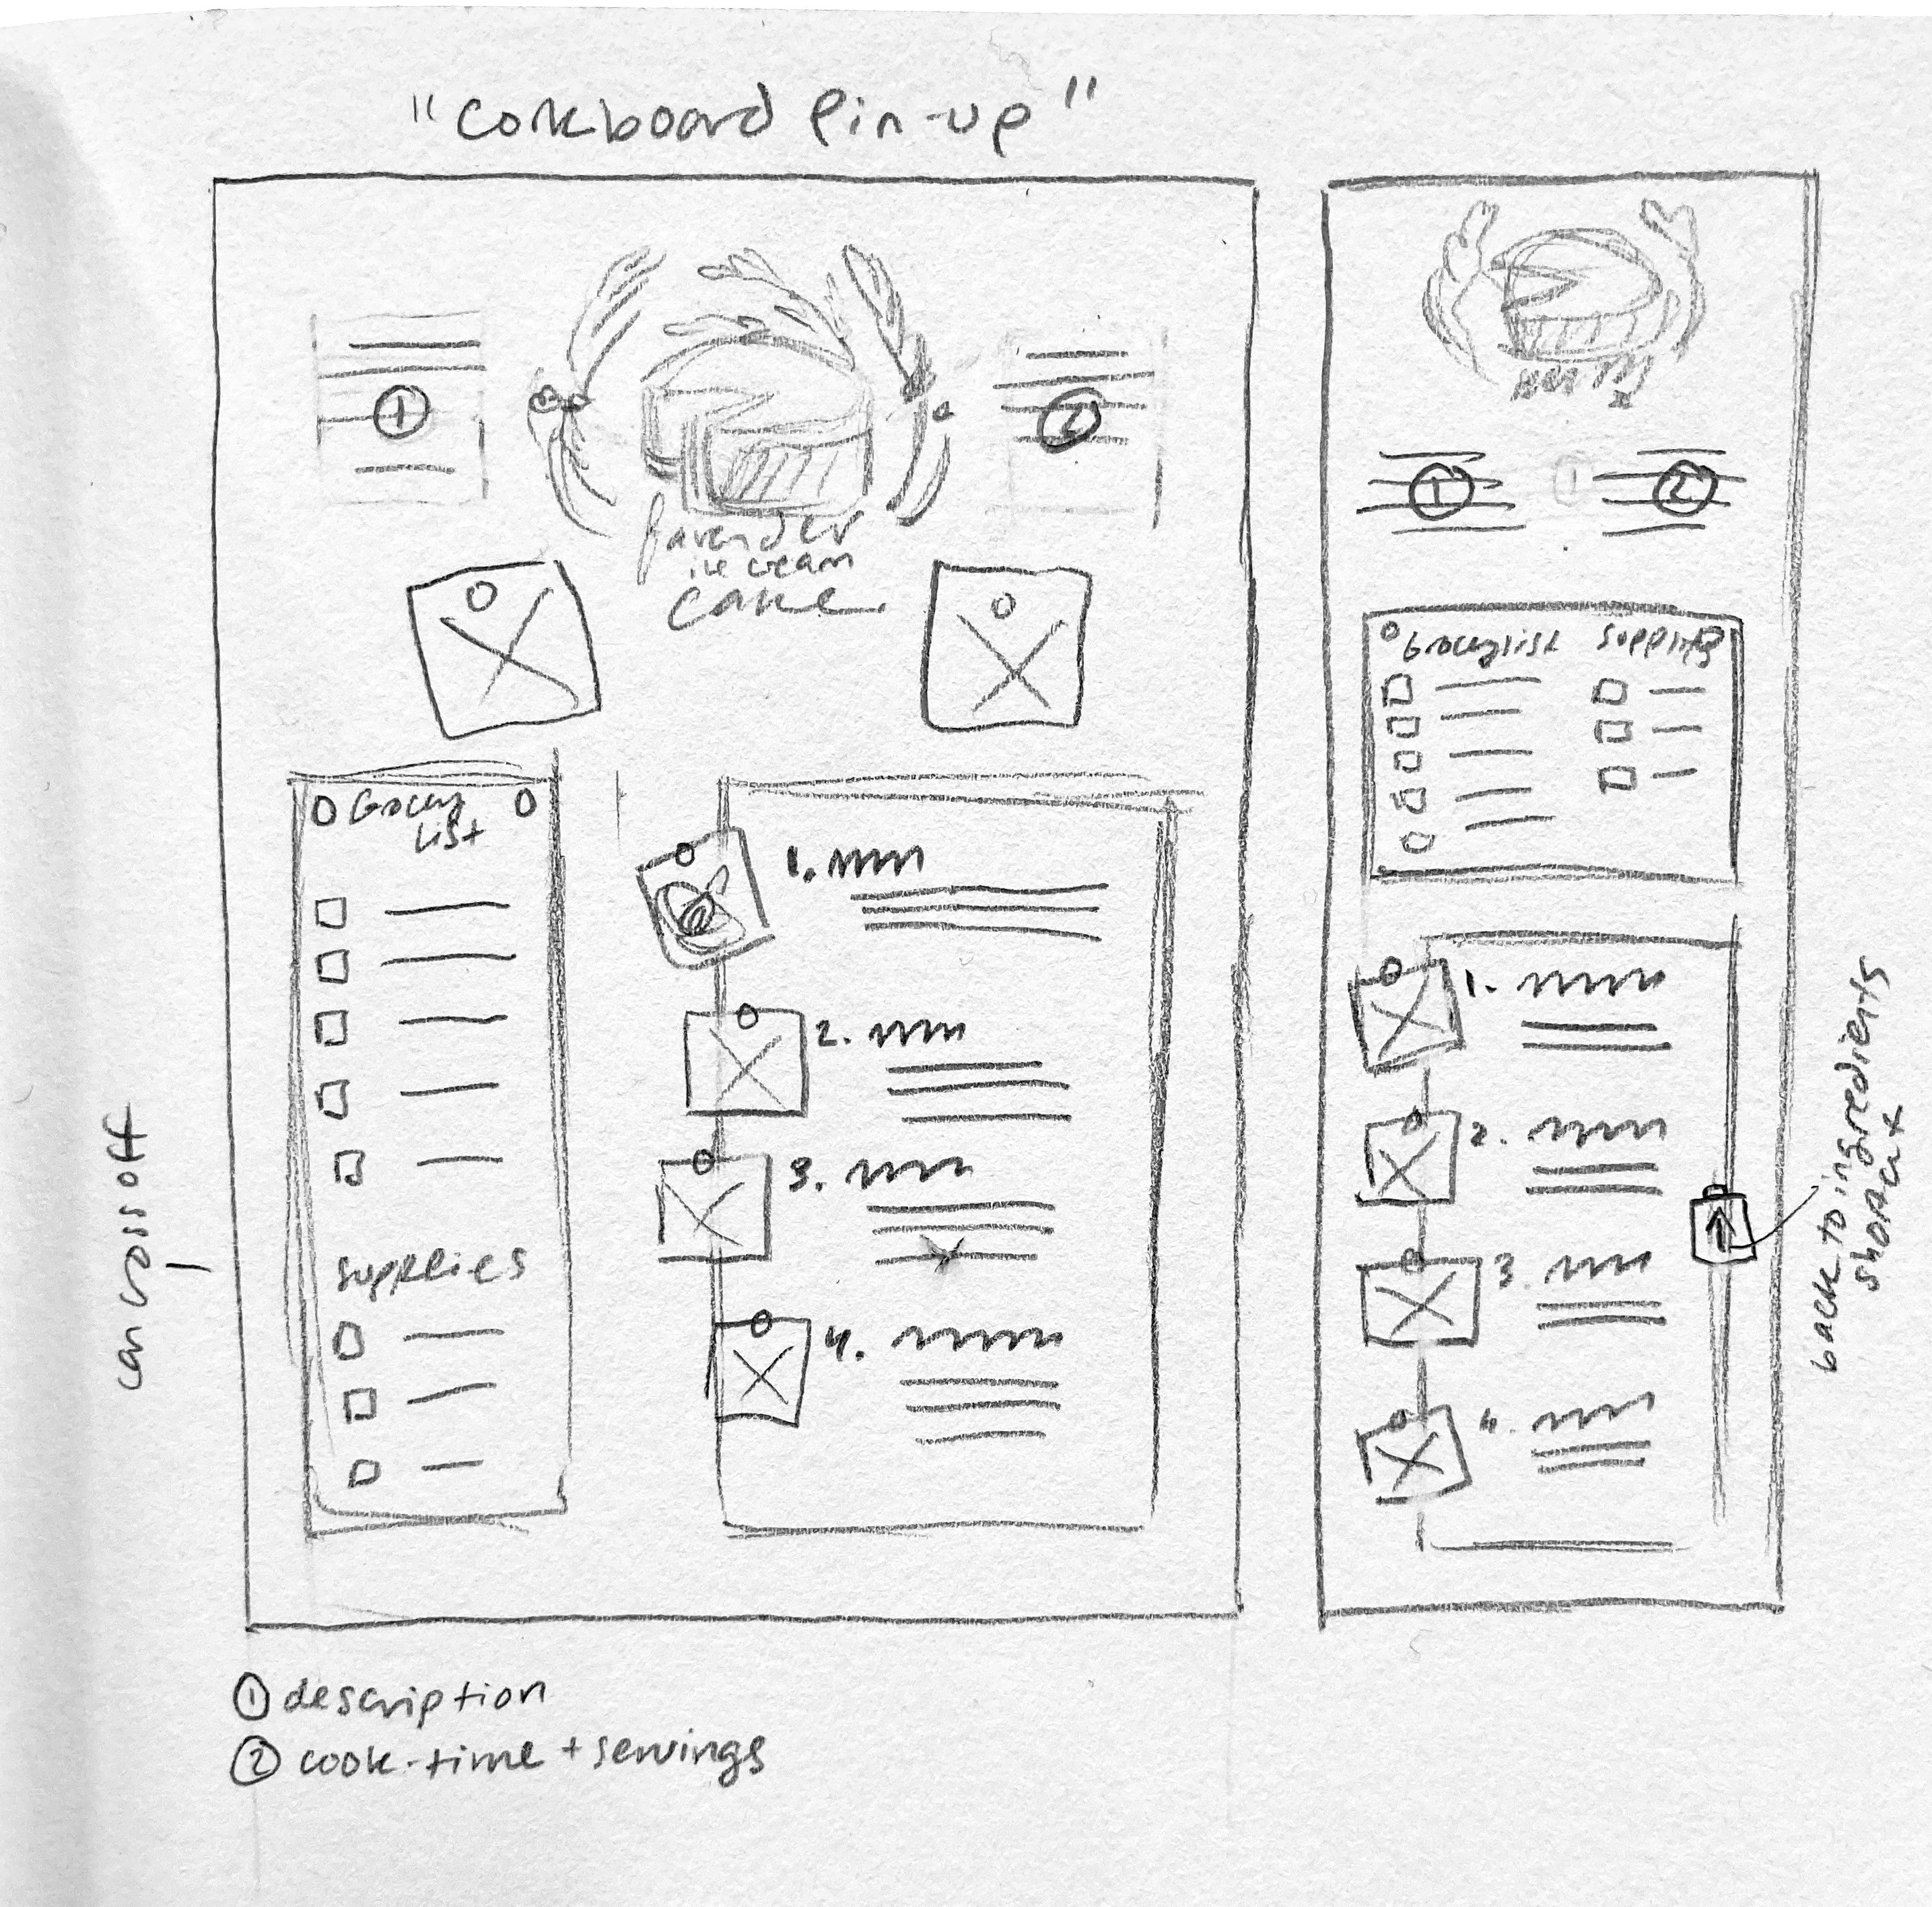 "Corkboard Pin-up"
1
2
lavender
ice cream
cake
Grocery
List
1.
2.
3.
4.
Supplies
can cross off
1 description
2 cook-time + servings
1
2
Grocery list
Supplies
1.
2.
3.
4.
back to ingredients